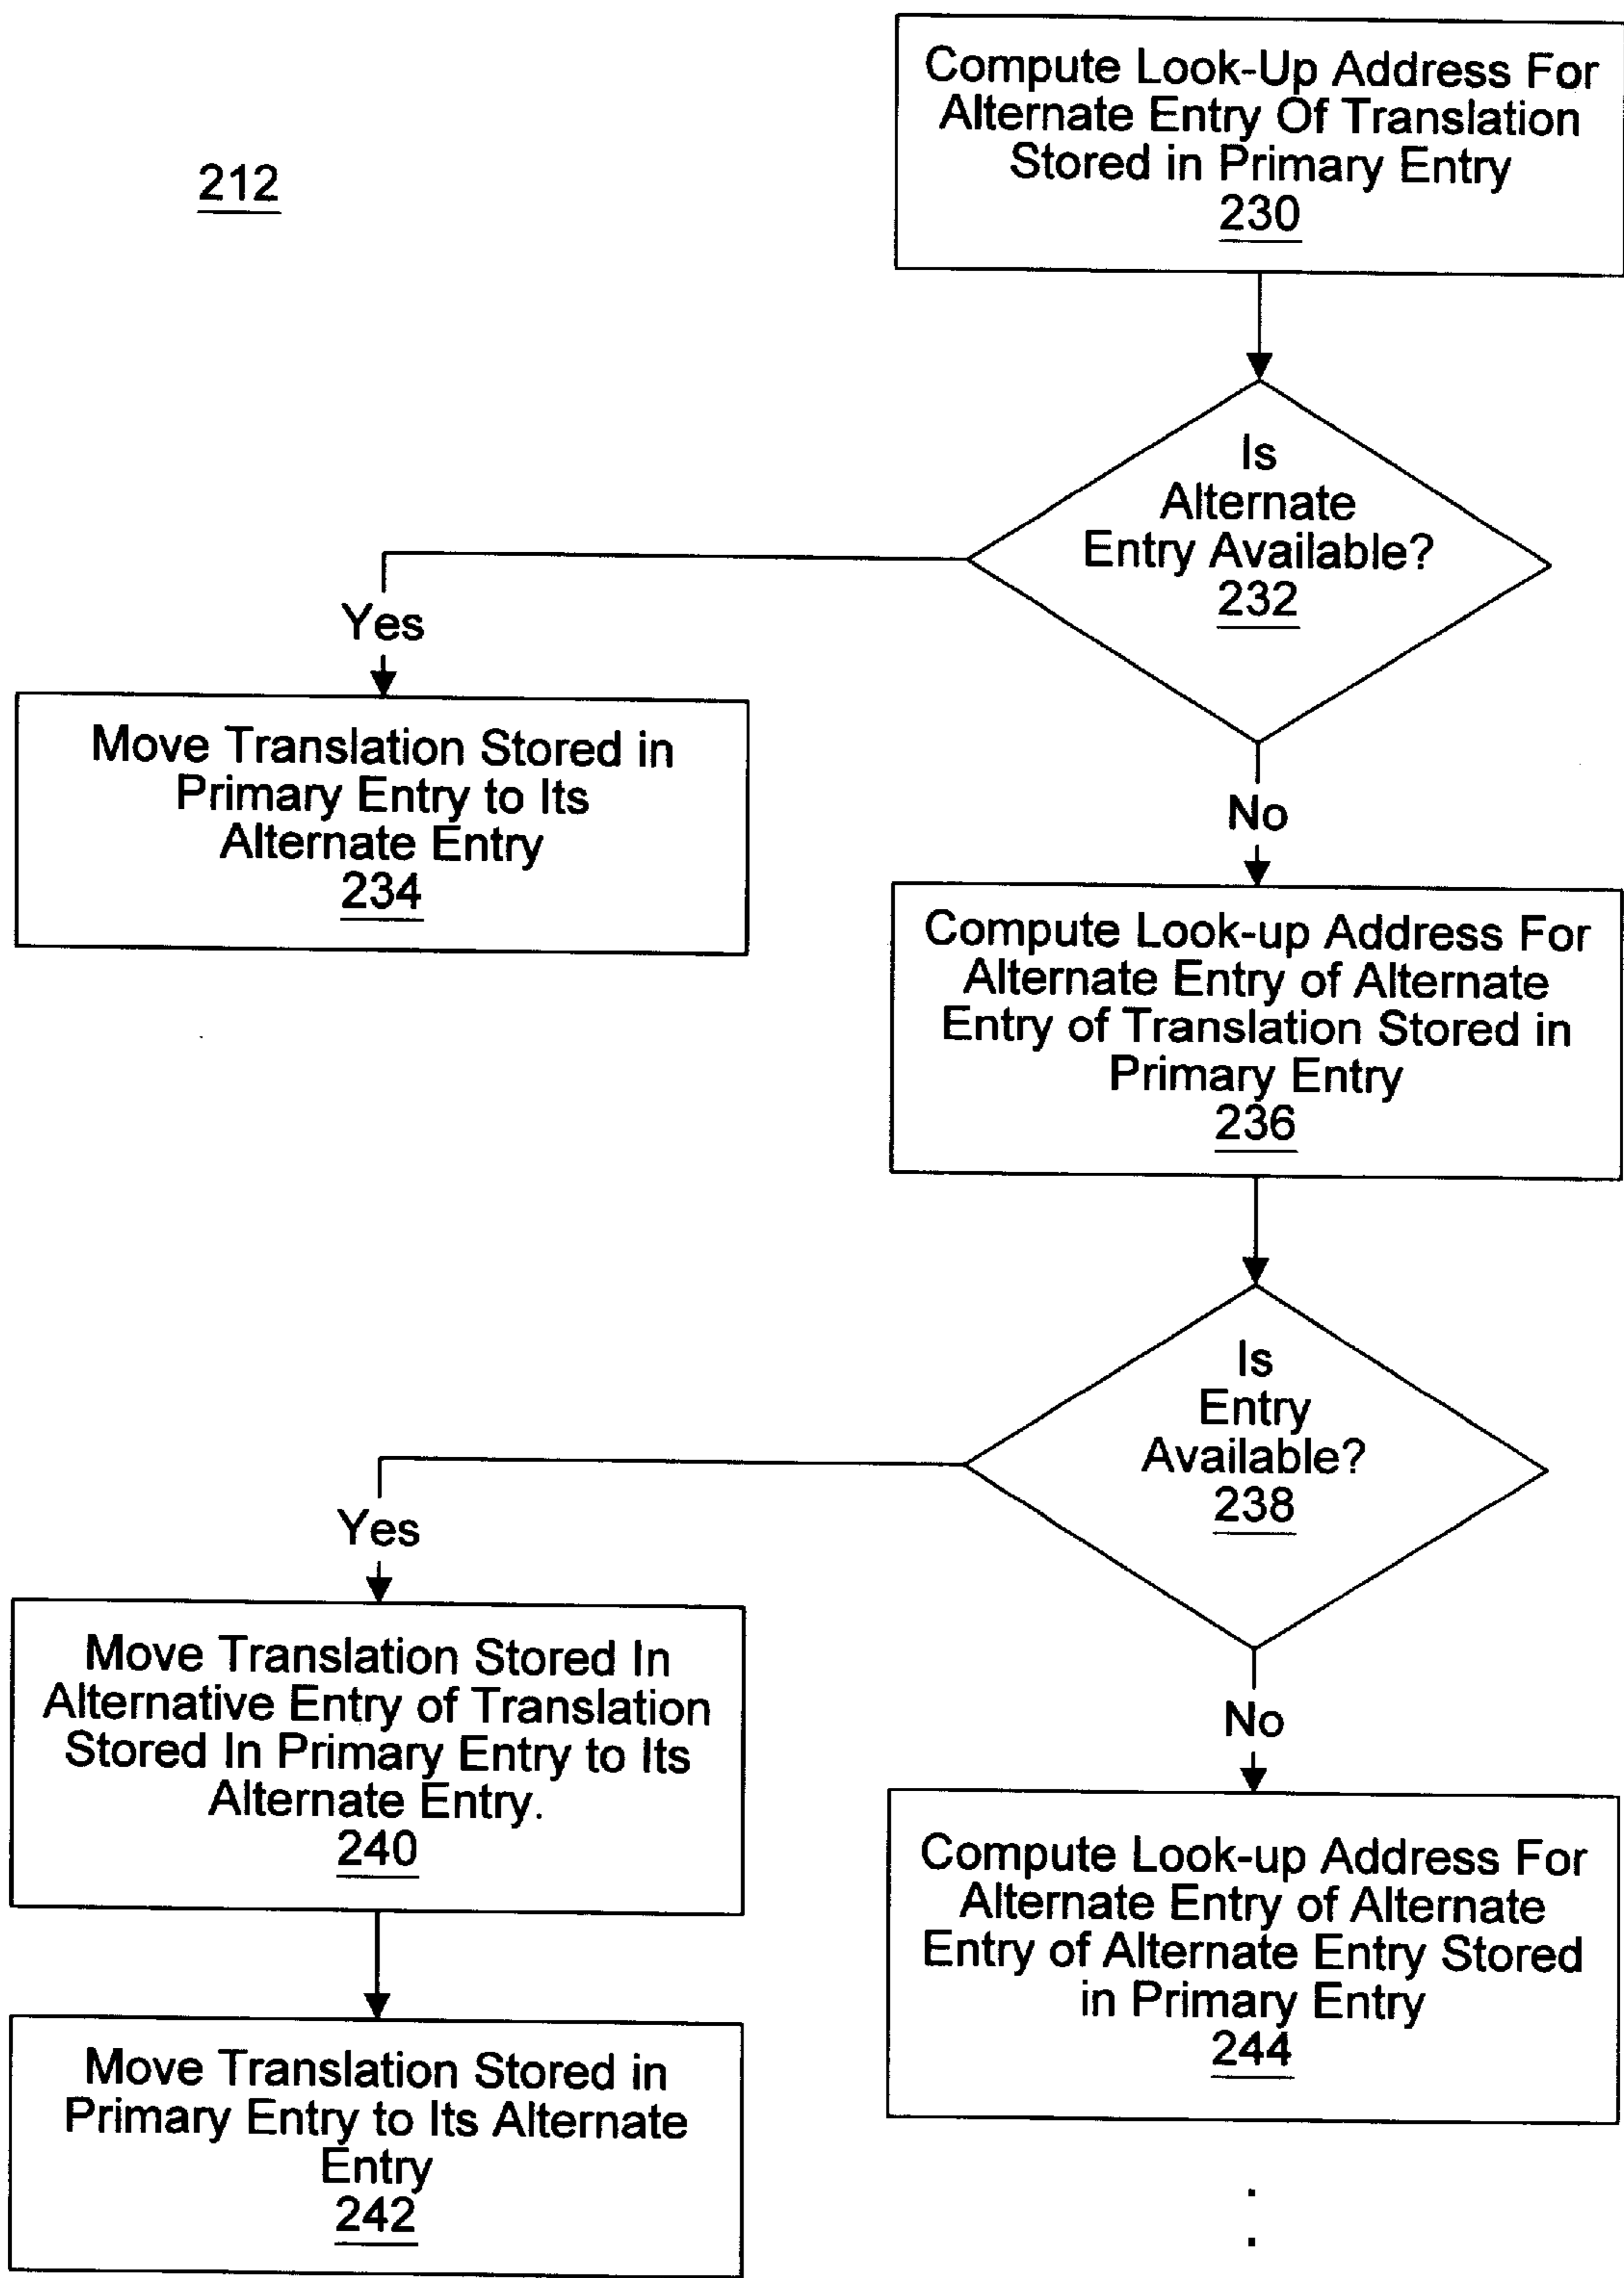 212
Compute Look-Up Address For
Alternate Entry Of Translation
Stored in Primary Entry
230
Is
Alternate
Entry Available?
232
Yes
Move Translation Stored in
Primary Entry to Its
Alternate Entry
234
No
Compute Look-up Address For
Alternate Entry of Alternate
Entry of Translation Stored in
Primary Entry
236
Is
Entry
Available?
238
Yes
Move Translation Stored In
Alternative Entry of Translation
Stored In Primary Entry to Its
Alternate Entry.
240
Move Translation Stored in
Primary Entry to Its Alternate
Entry
242
No
Compute Look-up Address For
Alternate Entry of Alternate
Entry of Alternate Entry Stored
in Primary Entry
244